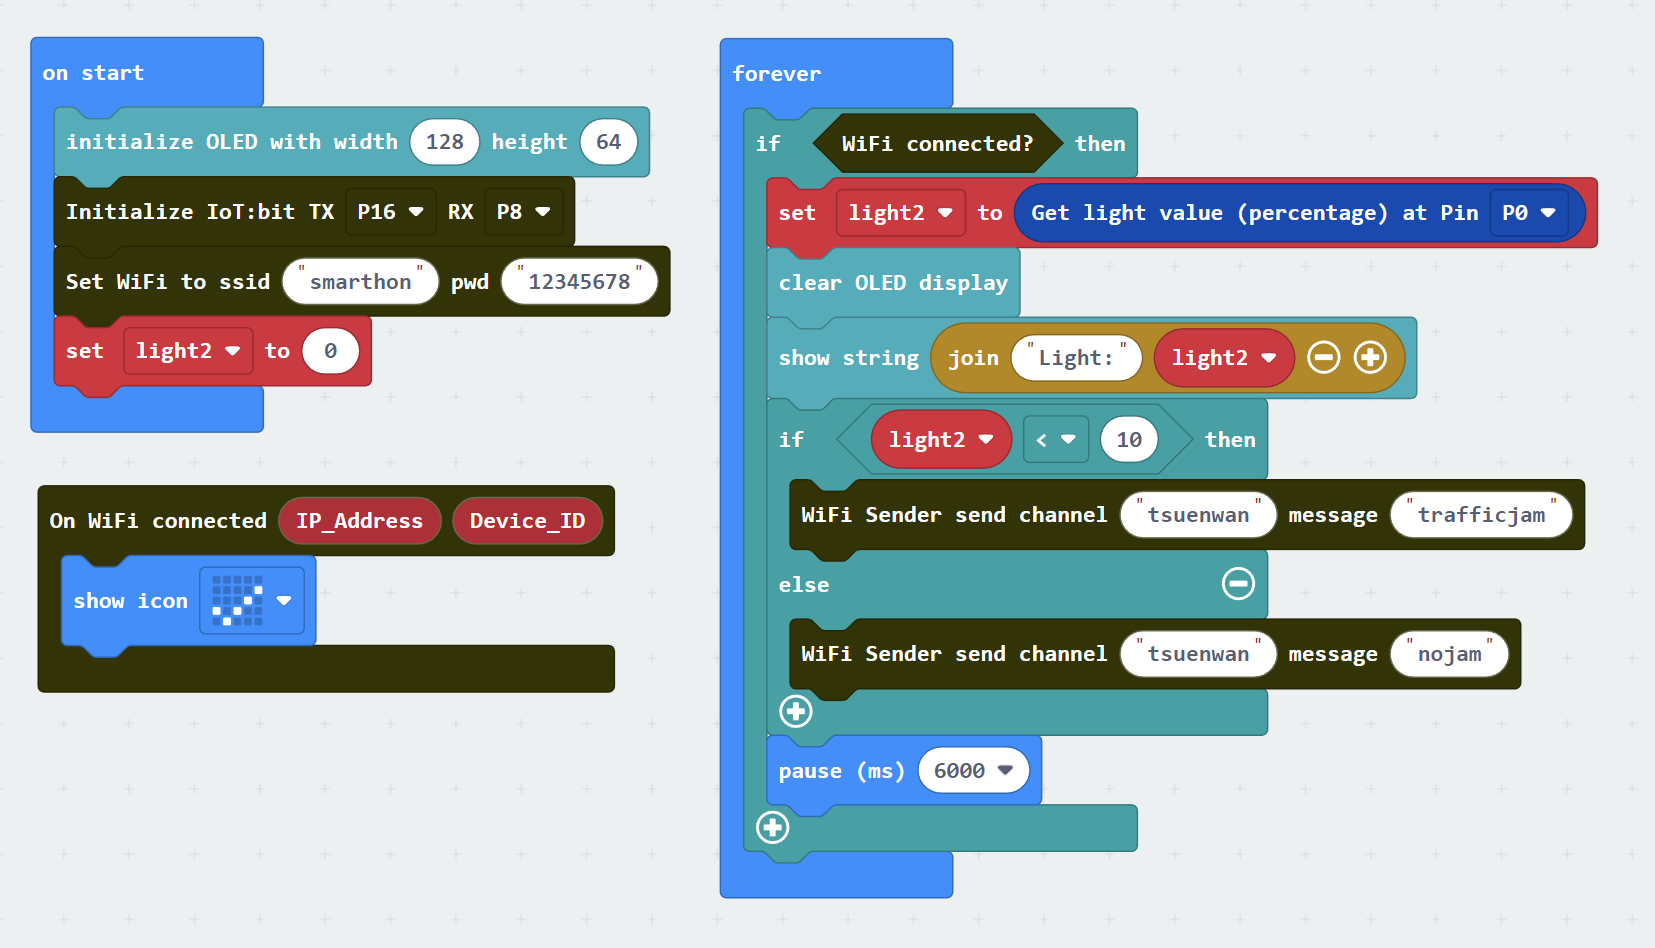 on start
initialize OLED with width 128 height 64
Initialize IoT:bit TX P16 RX P8
Set WiFi to ssid "smarthon" pwd "12345678"
set light2 to 0
On WiFi connected IP_Address Device_ID
show icon
forever
if WiFi connected? then
set light2 to Get light value (percentage) at Pin P0
clear OLED display
show string join "Light:" light2
if light2 < 10 then
WiFi Sender send channel "tsuenwan" message "trafficjam"
else
WiFi Sender send channel "tsuenwan" message "nojam"
pause (ms) 6000